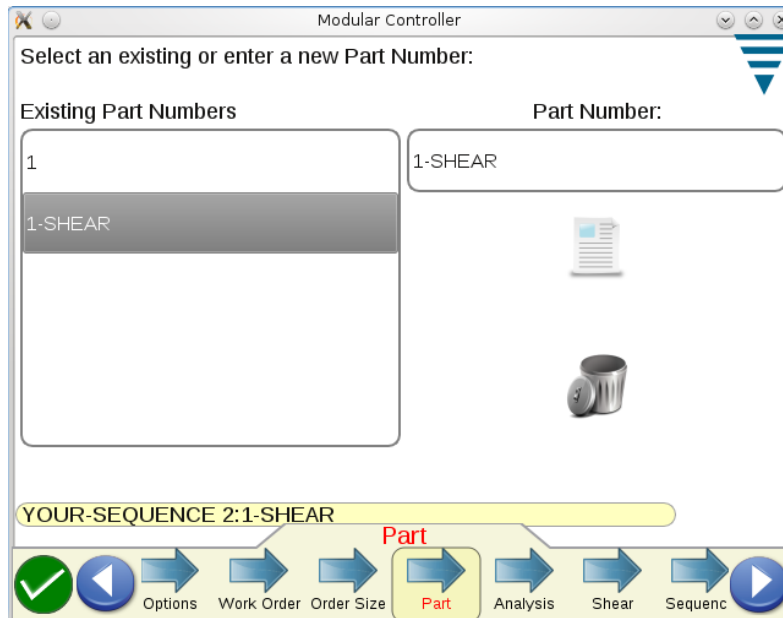 Modular Controller
Select an existing or enter a new Part Number:
Existing Part Numbers
Part Number:
1
1-SHEAR
1-SHEAR
YOUR-SEQUENCE 2:1-SHEAR
Part
Options
Work Order
Order Size
Part
Analysis
Shear
Sequenc